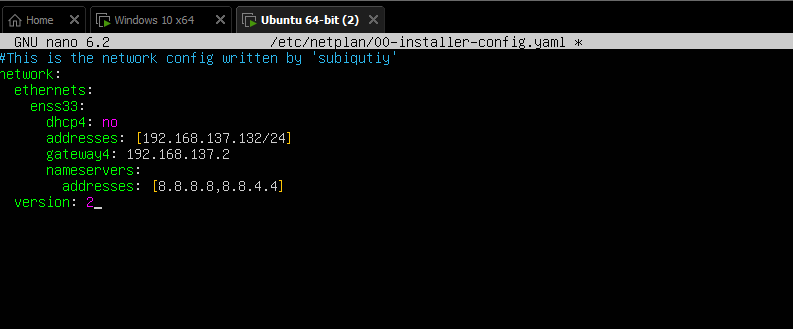 Home Windows 10 x64 Ubuntu 64-bit (2)
GNU nano 6.2 /etc/netplan/00-installer-config.yaml *
#This is the network config written by 'subiqutiy'
network:
  ethernets:
    enss33:
      dhcp4: no
      addresses: [192.168.137.132/24]
      gateway4: 192.168.137.2
      nameservers:
        addresses: [8.8.8.8,8.8.4.4]
  version: 2